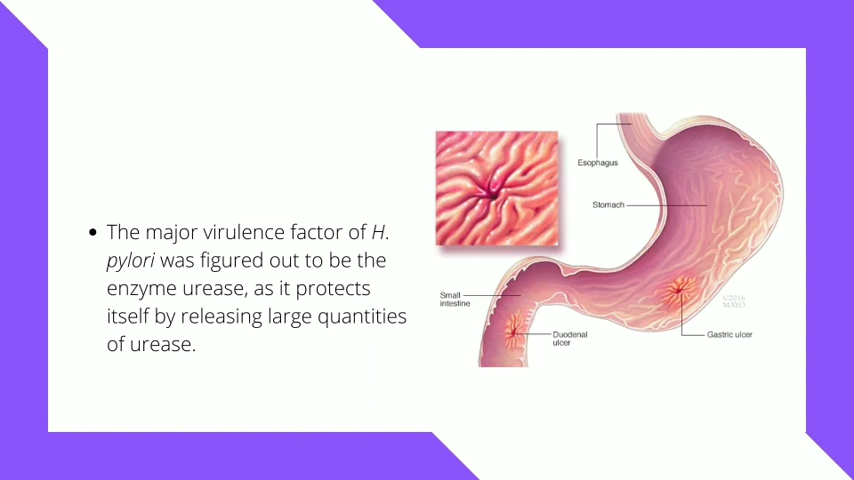 • The major virulence factor of H.
pylori was figured out to be the
enzyme urease, as it protects
itself by releasing large quantities
of urease.
Esophagus
Stomach
Small
intestine
Duodenal
ulcer
Gastric ulcer
©2016
MAYO